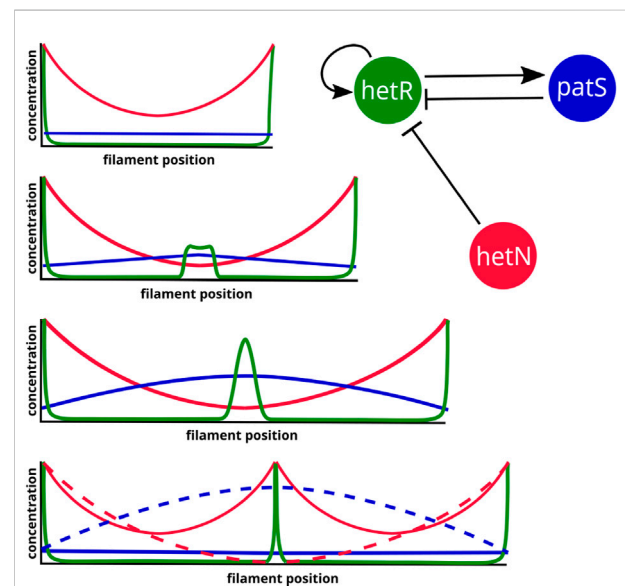 concentration
filament position
hetR
patS
hetN
concentration
filament position
concentration
filament position
concentration
filament position